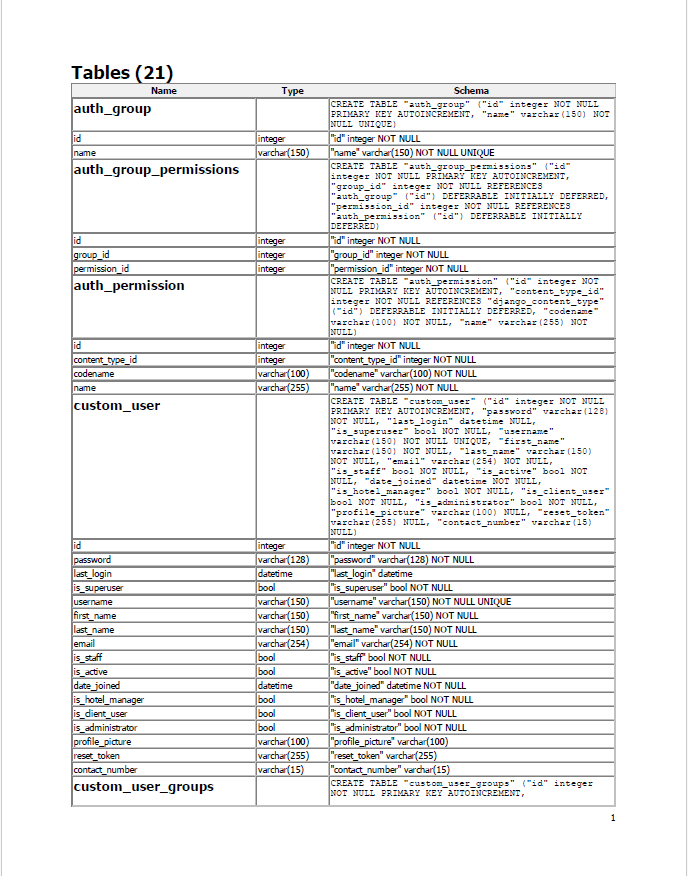 Tables (21)
Name Type Schema
auth_group CREATE TABLE "auth_group" ("id" integer NOT NULL
PRIMARY KEY AUTOINCREMENT, "name" varchar(150) NOT
NULL UNIQUE)
id integer "id" integer NOT NULL
name varchar(150) "name" varchar(150) NOT NULL UNIQUE
auth_group_permissions CREATE TABLE "auth_group_permissions" ("id"
integer NOT NULL PRIMARY KEY AUTOINCREMENT,
"group_id" integer NOT NULL REFERENCES
"auth_group" ("id") DEFERRABLE INITIALLY DEFERRED,
"permission_id" integer NOT NULL REFERENCES
"auth_permission" ("id") DEFERRABLE INITIALLY
DEFERRED)
id integer "id" integer NOT NULL
group_id integer "group_id" integer NOT NULL
permission_id integer "permission_id" integer NOT NULL
auth_permission CREATE TABLE "auth_permission" ("id" integer NOT
NULL PRIMARY KEY AUTOINCREMENT, "content_type_id"
integer NOT NULL REFERENCES "django_content_type"
("id") DEFERRABLE INITIALLY DEFERRED, "codename"
varchar(100) NOT NULL, "name" varchar(255) NOT
NULL)
id integer "id" integer NOT NULL
content_type_id integer "content_type_id" integer NOT NULL
codename varchar(100) "codename" varchar(100) NOT NULL
name varchar(255) "name" varchar(255) NOT NULL
custom_user CREATE TABLE "custom_user" ("id" integer NOT NULL
PRIMARY KEY AUTOINCREMENT, "password" varchar(128)
NOT NULL, "last_login" datetime NULL,
"is_superuser" bool NOT NULL, "username"
varchar(150) NOT NULL UNIQUE, "first_name"
varchar(150) NOT NULL, "last_name" varchar(150)
NOT NULL, "email" varchar(254) NOT NULL,
"is_staff" bool NOT NULL, "is_active" bool NOT
NULL, "date_joined" datetime NOT NULL,
"is_hotel_manager" bool NOT NULL, "is_client_user"
bool NOT NULL, "is_administrator" bool NOT NULL,
"profile_picture" varchar(100) NULL, "reset_token"
varchar(255) NULL, "contact_number" varchar(15)
NULL)
id integer "id" integer NOT NULL
password varchar(128) "password" varchar(128) NOT NULL
last_login datetime "last_login" datetime
is_superuser bool "is_superuser" bool NOT NULL
username varchar(150) "username" varchar(150) NOT NULL UNIQUE
first_name varchar(150) "first_name" varchar(150) NOT NULL
last_name varchar(150) "last_name" varchar(150) NOT NULL
email varchar(254) "email" varchar(254) NOT NULL
is_staff bool "is_staff" bool NOT NULL
is_active bool "is_active" bool NOT NULL
date_joined datetime "date_joined" datetime NOT NULL
is_hotel_manager bool "is_hotel_manager" bool NOT NULL
is_client_user bool "is_client_user" bool NOT NULL
is_administrator bool "is_administrator" bool NOT NULL
profile_picture varchar(100) "profile_picture" varchar(100)
reset_token varchar(255) "reset_token" varchar(255)
contact_number varchar(15) "contact_number" varchar(15)
custom_user_groups CREATE TABLE "custom_user_groups" ("id" integer
NOT NULL PRIMARY KEY AUTOINCREMENT,
1